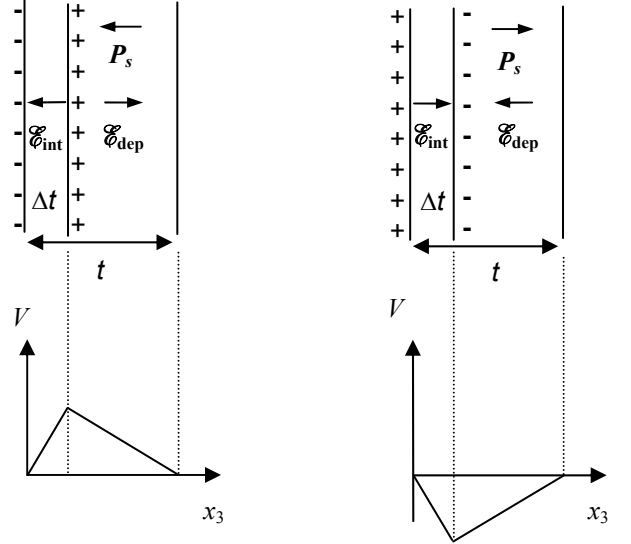 - + P_s
ℰ_int ℰ_dep
Δt
t
V
x_3
+ - P_s
ℰ_int ℰ_dep
Δt
t
V
x_3